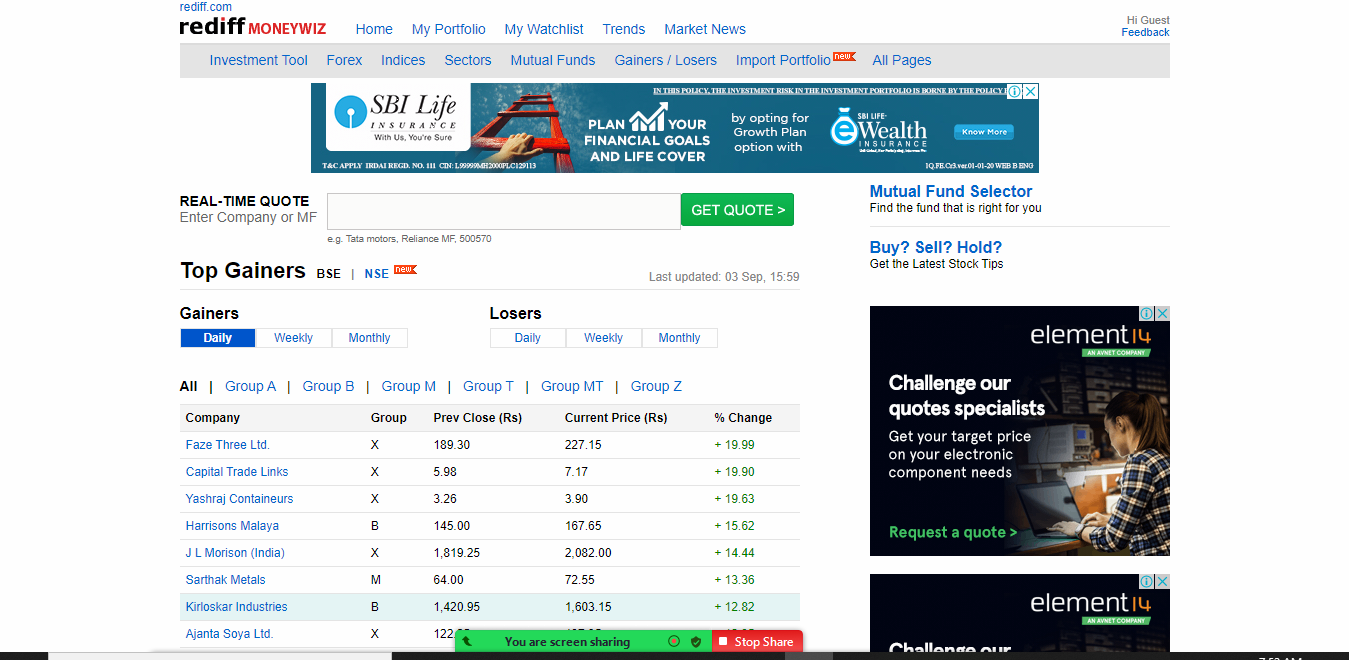 rediff.com
rediff MONEYWIZ
Home My Portfolio My Watchlist Trends Market News
Hi Guest
Feedback
Investment Tool Forex Indices Sectors Mutual Funds Gainers / Losers Import Portfolio new All Pages
IN THIS POLICY, THE INVESTMENT RISK IN THE INVESTMENT PORTFOLIO IS BORNE BY THE POLICY
SBI Life
INSURANCE
With Us, You're Sure
PLAN YOUR
FINANCIAL GOALS
AND LIFE COVER
by opting for
Growth Plan
option with
SBI LIFE-
eWealth
INSURANCE
Know More
T&C APPLY IRDAI REGD. NO. 111 CIN: L99999MH2000PLC129113
1Q.FE.Cr3.ver.01-01-20 WEB B ENG
REAL-TIME QUOTE
Enter Company or MF
GET QUOTE >
e.g. Tata motors, Reliance MF, 500570
Mutual Fund Selector
Find the fund that is right for you
Buy? Sell? Hold?
Get the Latest Stock Tips
Top Gainers BSE | NSE new
Last updated: 03 Sep, 15:59
Gainers
Daily Weekly Monthly
Losers
Daily Weekly Monthly
All | Group A | Group B | Group M | Group T | Group MT | Group Z
Company Group Prev Close (Rs) Current Price (Rs) % Change
Faze Three Ltd. X 189.30 227.15 + 19.99
Capital Trade Links X 5.98 7.17 + 19.90
Yashraj Containeurs X 3.26 3.90 + 19.63
Harrisons Malaya B 145.00 167.65 + 15.62
J L Morison (India) X 1,819.25 2,082.00 + 14.44
Sarthak Metals M 64.00 72.55 + 13.36
Kirloskar Industries B 1,420.95 1,603.15 + 12.82
Ajanta Soya Ltd. X
You are screen sharing
Stop Share
element14
AN AVNET COMPANY
Challenge our
quotes specialists
Get your target price
on your electronic
component needs
Request a quote >
element14
AN AVNET COMPANY
Challenge our